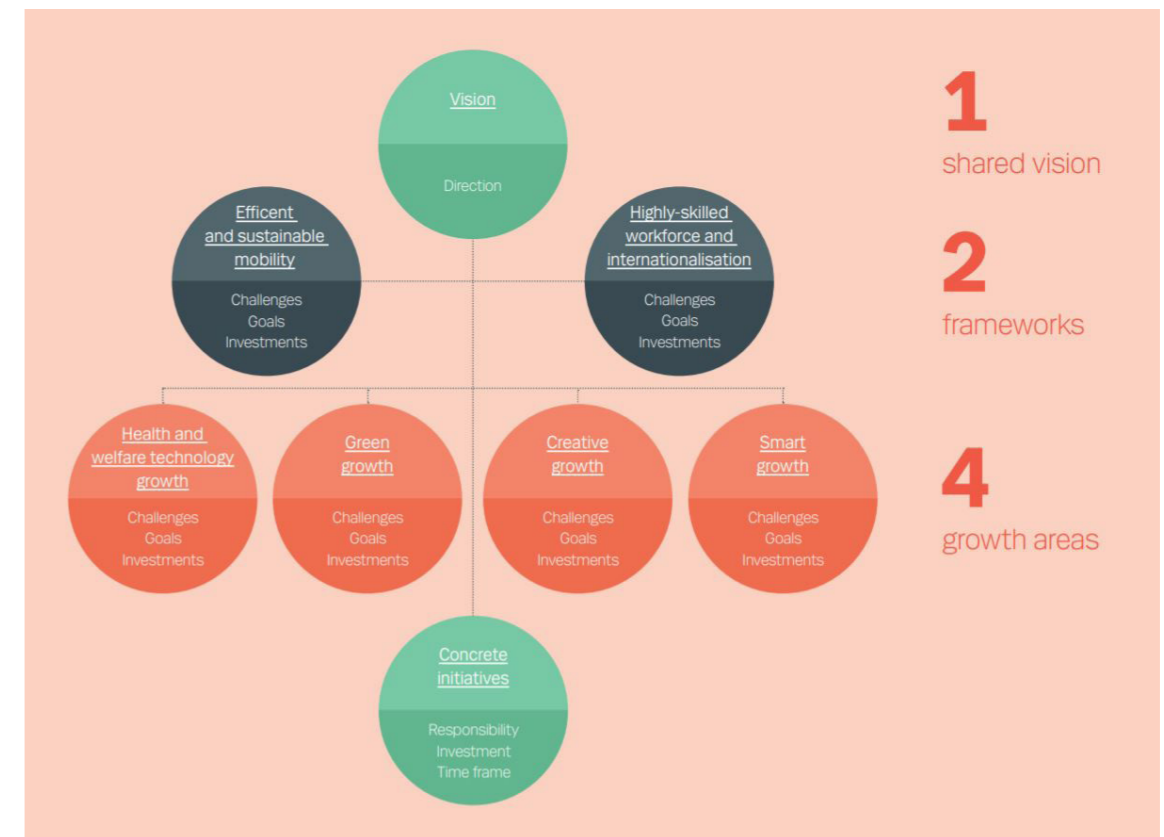 Vision
Direction
1
shared vision
Efficent
and sustainable
mobility
Challenges
Goals
Investments
Highly-skilled
workforce and
internationalisation
Challenges
Goals
Investments
2
frameworks
Health and
welfare technology
growth
Challenges
Goals
Investments
Green
growth
Challenges
Goals
Investments
Creative
growth
Challenges
Goals
Investments
Smart
growth
Challenges
Goals
Investments
4
growth areas
Concrete
initiatives
Responsibility
Investment
Time frame